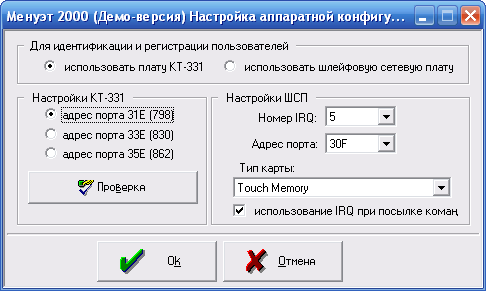 Менуэт 2000 (Демо-версия) Настройка аппаратной конфигу...
Для идентификации и регистрации пользователей
использовать плату КТ-331
использовать шлейфовую сетевую плату
Настройки КТ-331
адрес порта 31E (798)
адрес порта 33E (830)
адрес порта 35E (862)
Проверка
Настройки ШСП
Номер IRQ:
5
Адрес порта:
30F
Тип карты:
Touch Memory
использование IRQ при посылке коман
Ok
Отмена